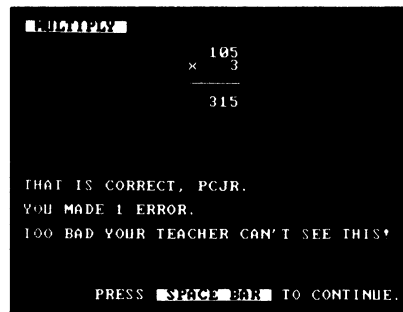 MULTIPLY
105
× 3
315
THAT IS CORRECT, PCJR.
YOU MADE 1 ERROR.
TOO BAD YOUR TEACHER CAN'T SEE THIS!
PRESS SPACE BAR TO CONTINUE.